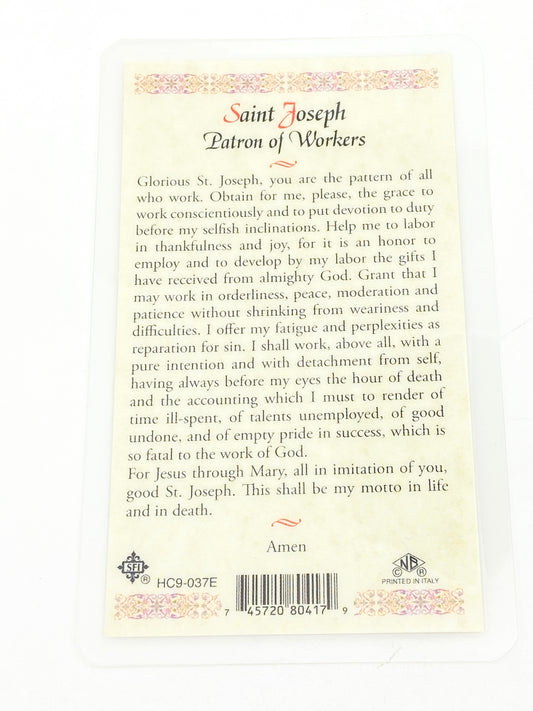 Saint Joseph
Patron of Workers
Glorious St. Joseph, you are the pattern of all
who work. Obtain for me, please, the grace to
work conscientiously and to put devotion to duty
before my selfish inclinations. Help me to labor
in thankfulness and joy, for it is an honor to
employ and to develop by my labor the gifts I
have received from almighty God. Grant that I
may work in orderliness, peace, moderation and
patience without shrinking from weariness and
difficulties. I offer my fatigue and perplexities as
reparation for sin. I shall work, above all, with a
pure intention and with detachment from self,
having always before my eyes the hour of death
and the accounting which I must to render of
time ill-spent, of talents unemployed, of good
undone, and of empty pride in success, which is
so fatal to the work of God.
For Jesus through Mary, all in imitation of you,
good St. Joseph. This shall be my motto in life
and in death.
Amen
SFI ®
HC9-037E
7 45720 80417 9
NB
C R
PRINTED IN ITALY